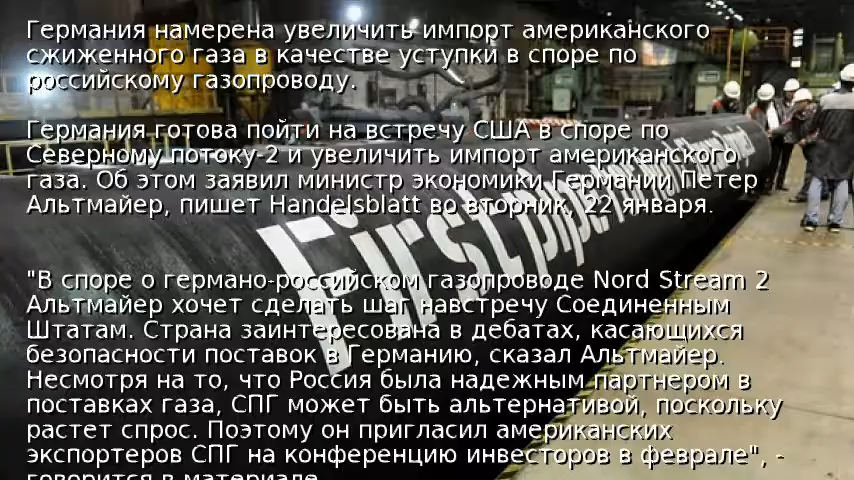 Германия намерена увеличить импорт американского
сжиженного газа в качестве уступки в споре по
российскому газопроводу.
Германия готова пойти на встречу США в споре по
Северному потоку-2 и увеличить импорт американского
газа. Об этом заявил министр экономики Германии Петер
Альтмайер, пишет Handelsblatt во вторник, 22 января.
"В споре о германо-российском газопроводе Nord Stream 2
Альтмайер хочет сделать шаг навстречу Соединенным
Штатам. Страна заинтересована в дебатах, касающихся
безопасности поставок в Германию, сказал Альтмайер.
Несмотря на то, что Россия была надежным партнером в
поставках газа, СПГ может быть альтернативой, поскольку
растет спрос. Поэтому он пригласил американских
экспортеров СПГ на конференцию инвесторов в феврале", -
говорится в материале.
First pipe